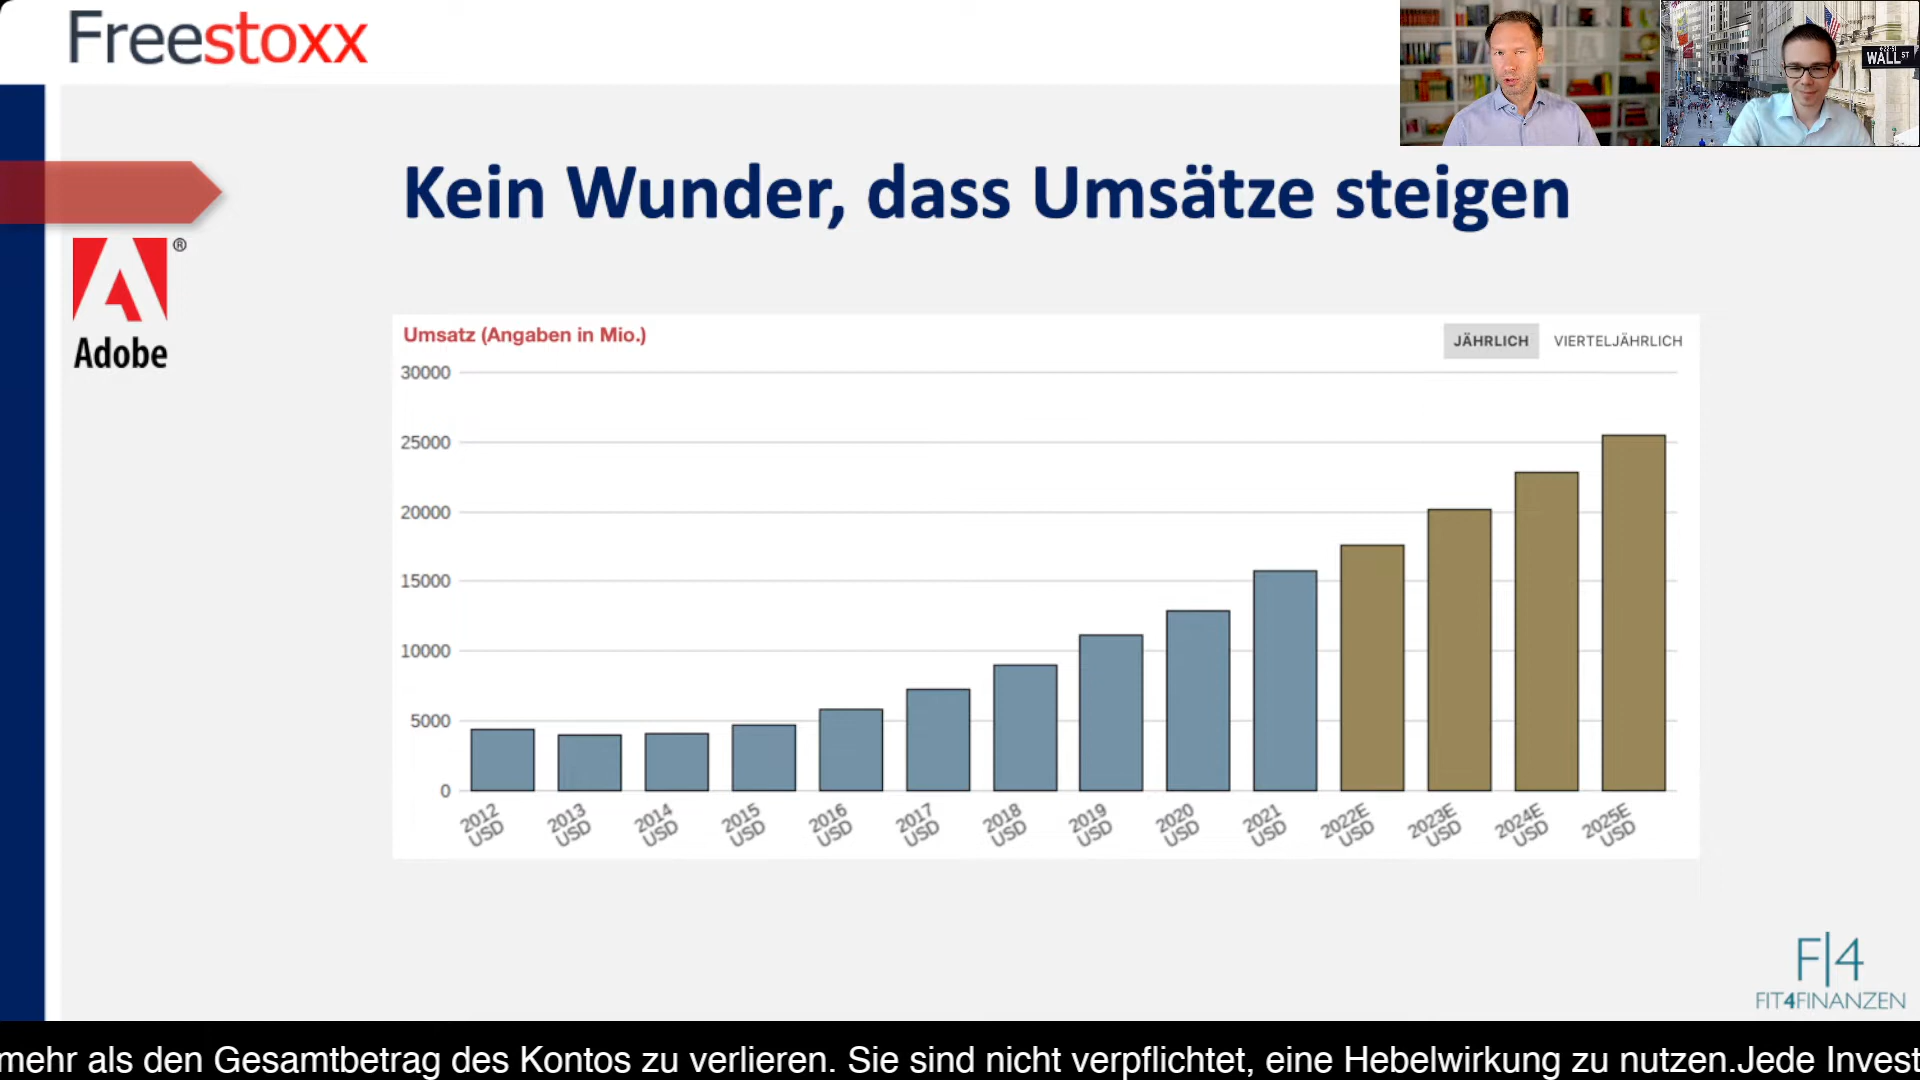 Freestoxx
WALL ST
Kein Wunder, dass Umsätze steigen
®
Adobe
Umsatz (Angaben in Mio.)
JÄHRLICH VIERTELJÄHRLICH
30000
25000
20000
15000
10000
5000
0
2012 USD
2013 USD
2014 USD
2015 USD
2016 USD
2017 USD
2018 USD
2019 USD
2020 USD
2021 USD
2022E USD
2023E USD
2024E USD
2025E USD
F|4
FIT4FINANZEN
mehr als den Gesamtbetrag des Kontos zu verlieren. Sie sind nicht verpflichtet, eine Hebelwirkung zu nutzen.Jede Invest